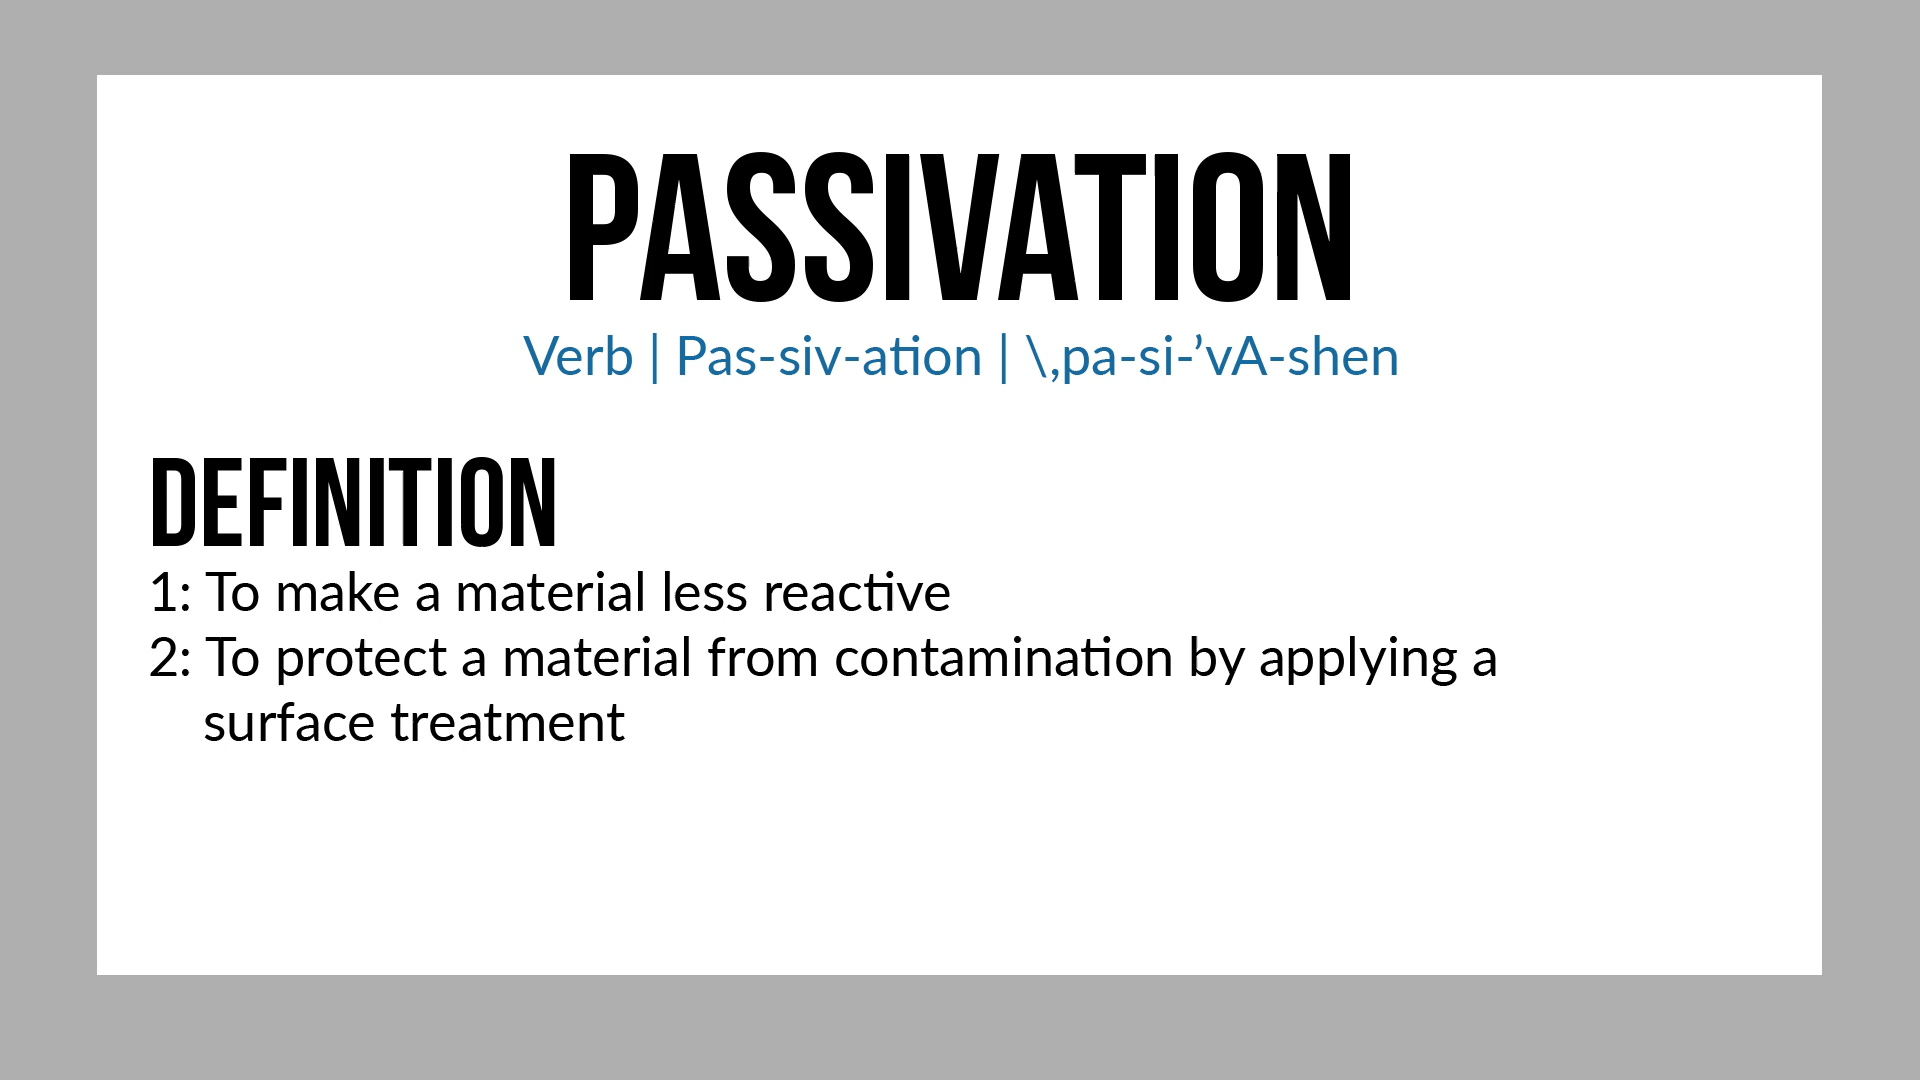 PASSIVATION
Verb | Pas-siv-ation | \,pa-si-’vA-shen
DEFINITION
1: To make a material less reactive
2: To protect a material from contamination by applying a
surface treatment